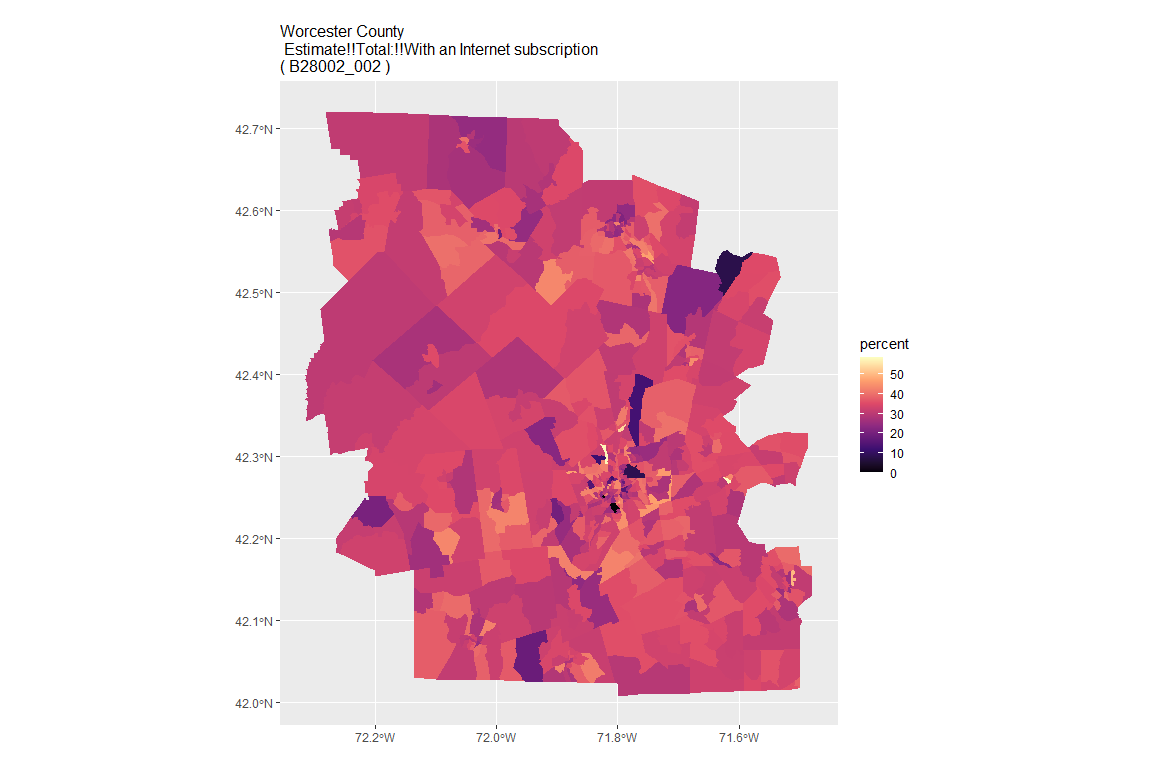 Worcester County
Estimate!!Total:!!With an Internet subscription
( B28002_002 )
42.7°N
42.6°N
42.5°N
42.4°N
42.3°N
42.2°N
42.1°N
42.0°N
72.2°W
72.0°W
71.8°W
71.6°W
percent
50
40
30
20
10
0